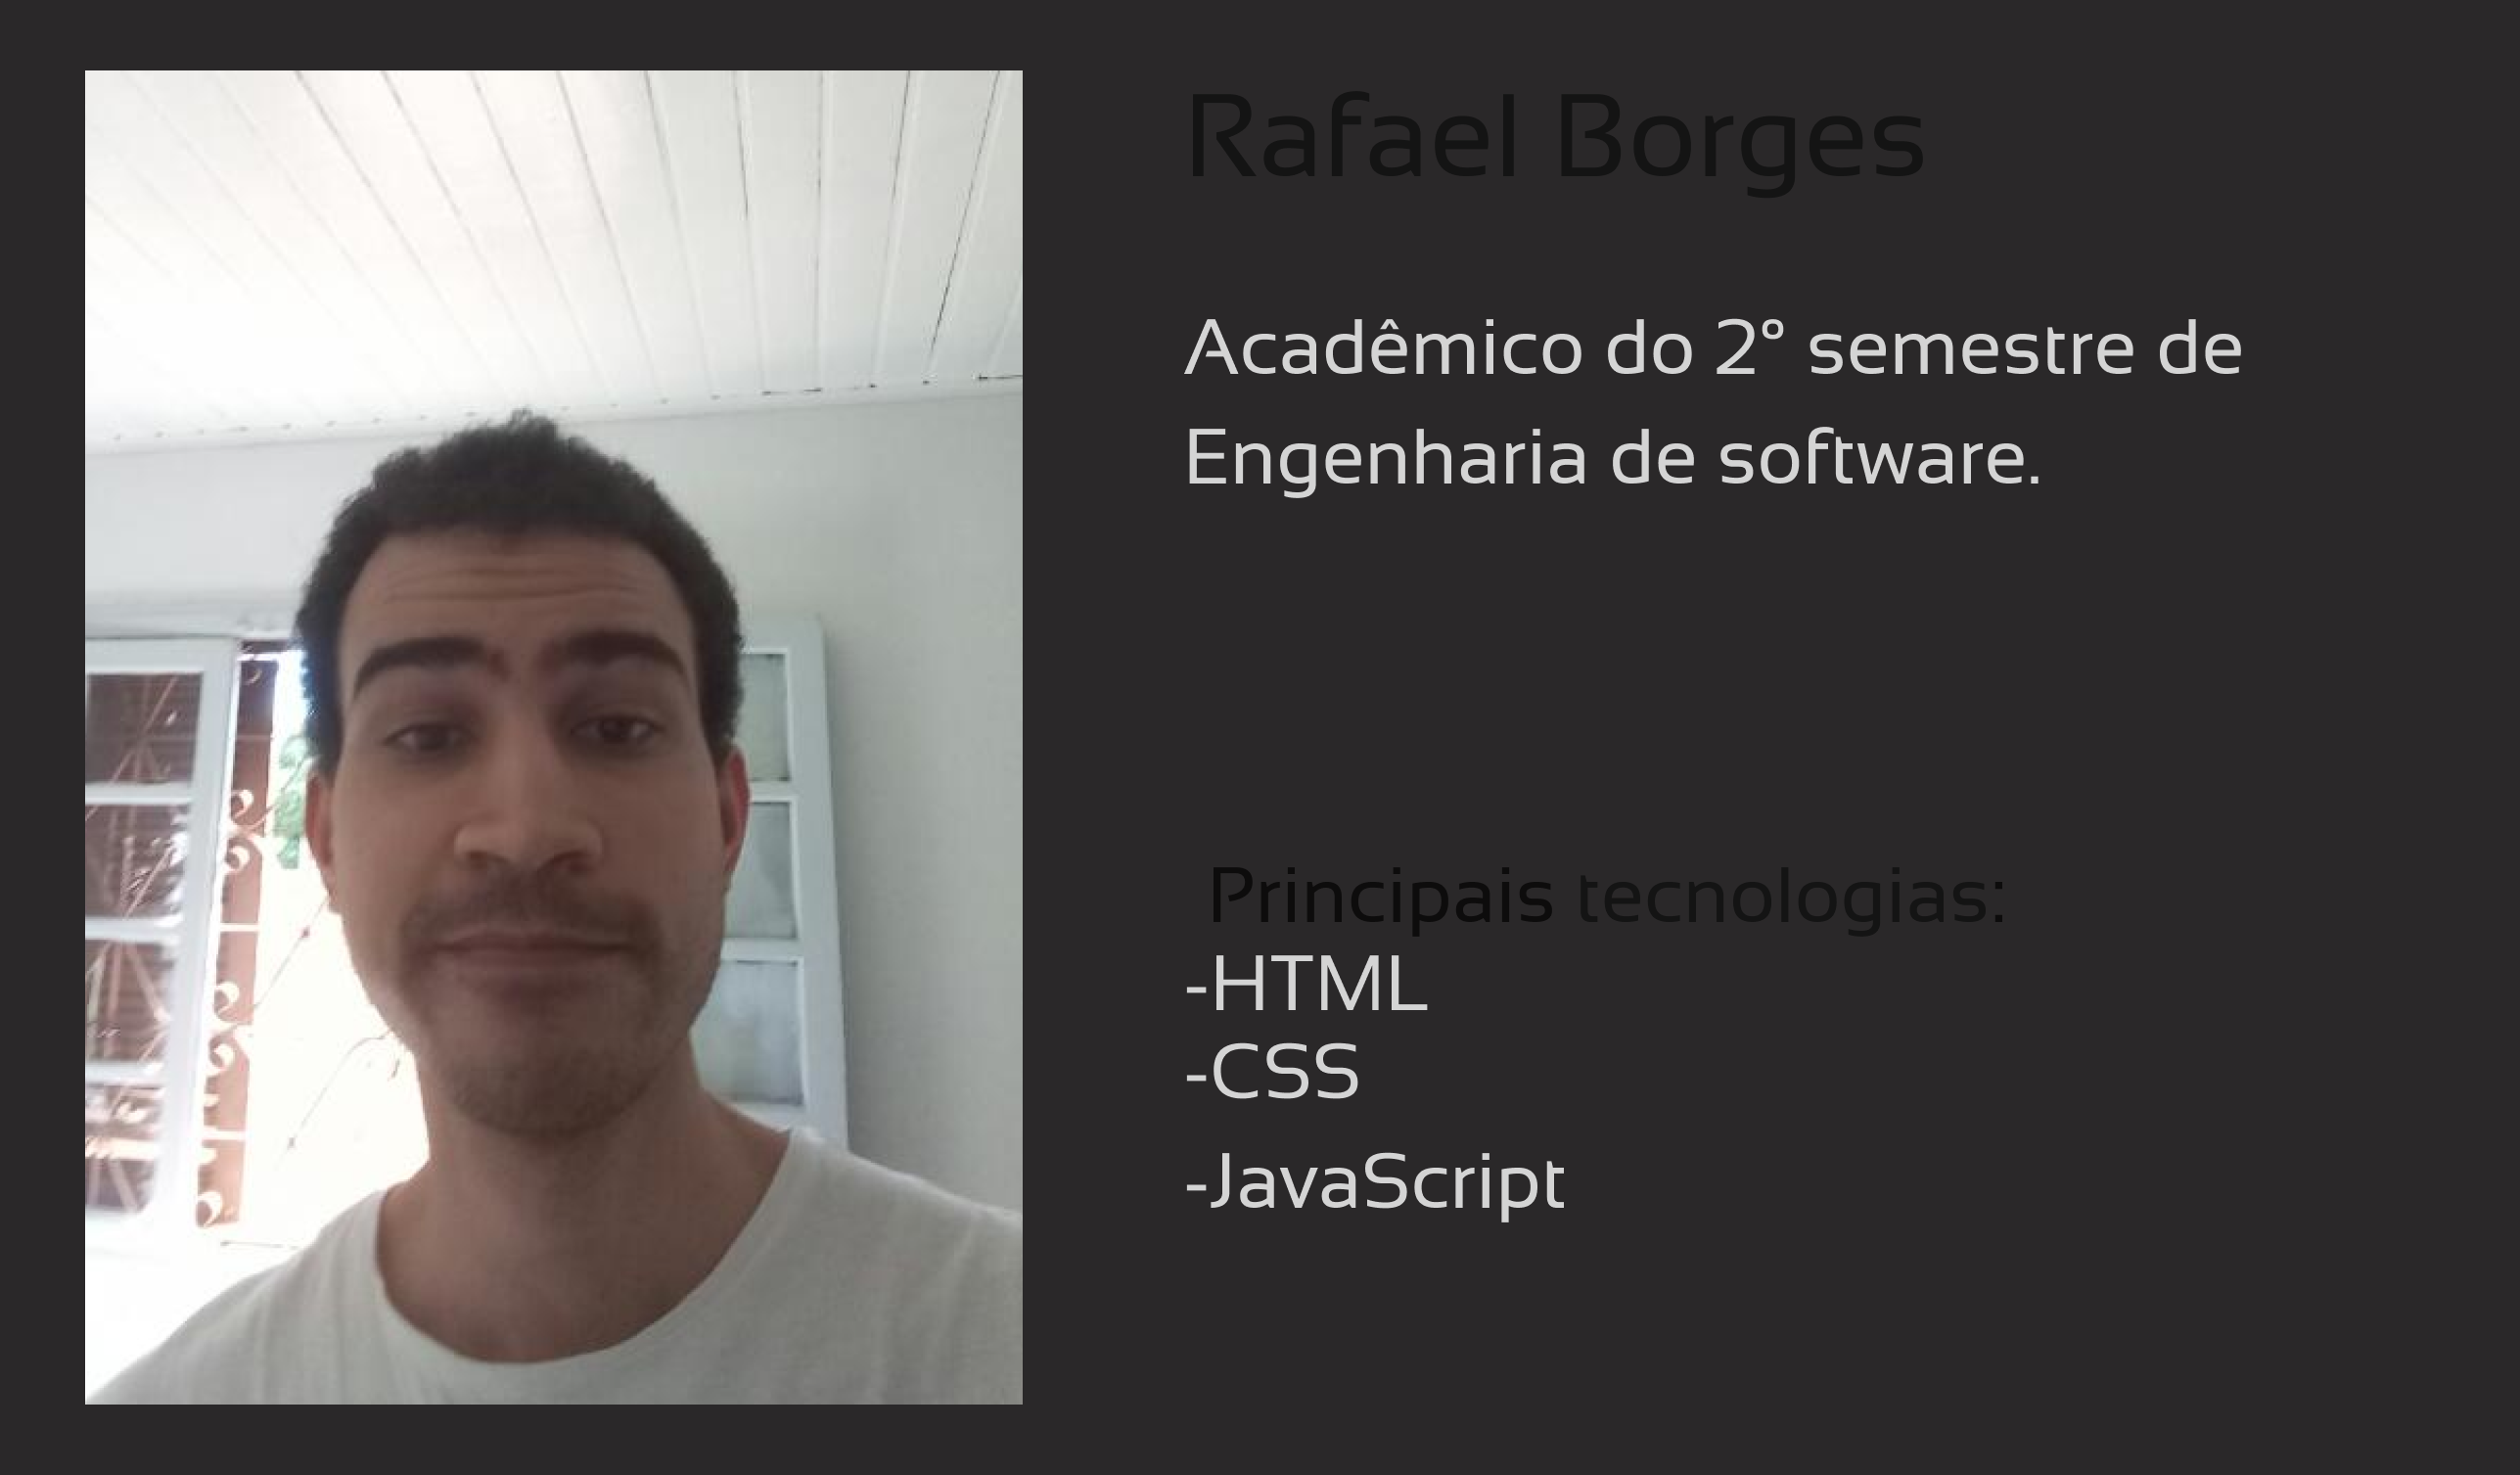 Rafael Borges
Acadêmico do 2° semestre de
Engenharia de software.
Principais tecnologias:
-HTML
-CSS
-JavaScript